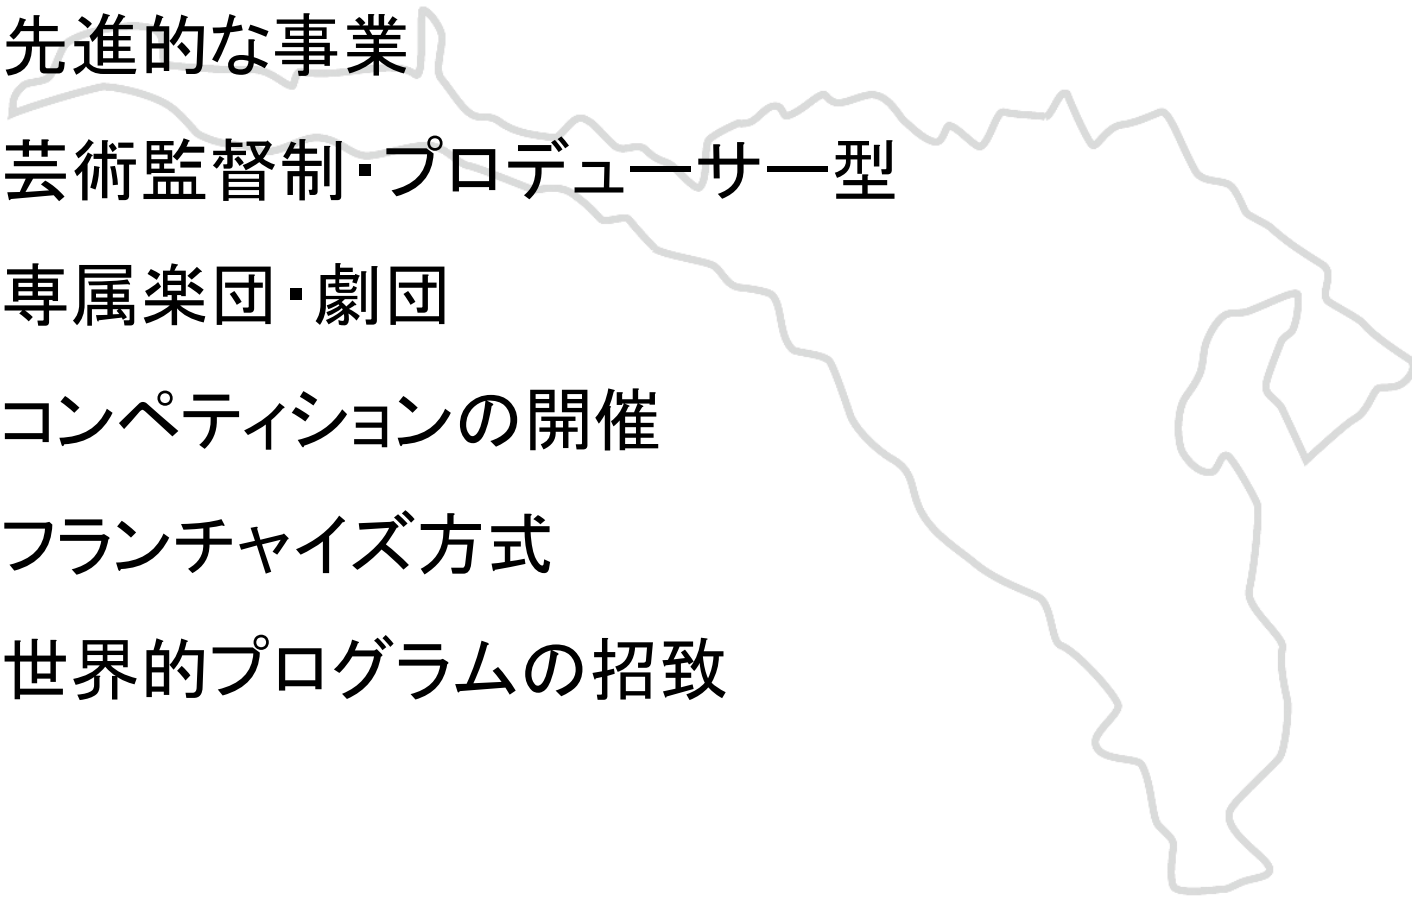 先進的な事業
芸術監督制・プロデューサー型
専属楽団・劇団
コンペティションの開催
フランチャイズ方式
世界的プログラムの招致